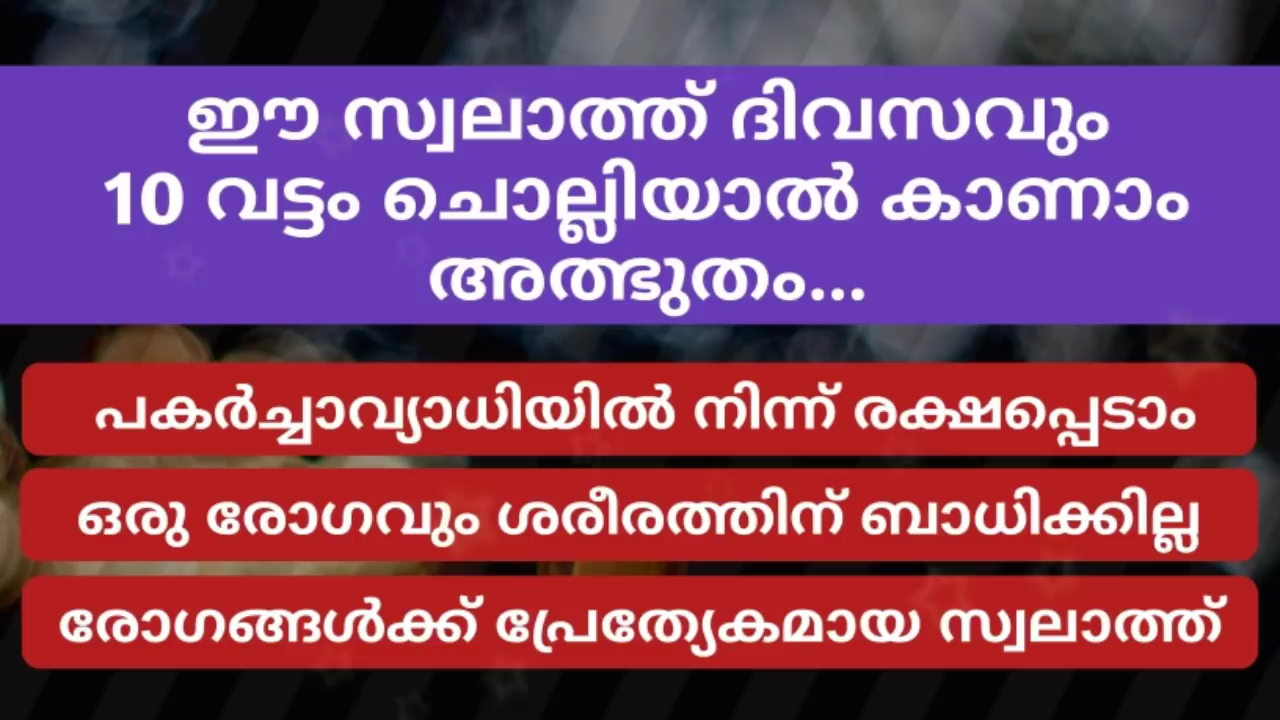 ഈ സ്വലാത്ത് ദിവസവും
10 വട്ടം ചൊല്ലിയാൽ കാണാം
അത്ഭുതം...
പകർച്ചാവ്യാധിയിൽ നിന്ന് രക്ഷപ്പെടാം
ഒരു രോഗവും ശരീരത്തിന് ബാധിക്കില്ല
രോഗങ്ങൾക്ക് പ്രേത്യേകമായ സ്വലാത്ത്